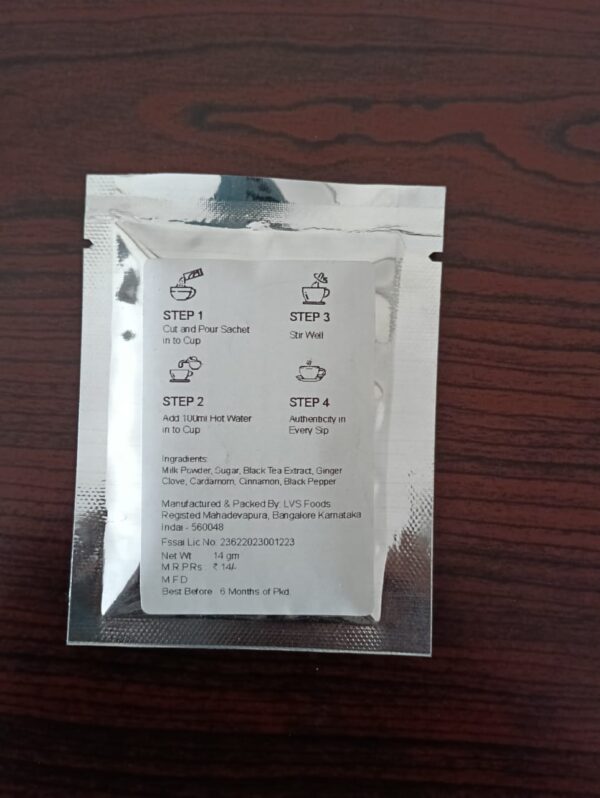 STEP 1
Cut and Pour Sachet
in to Cup
STEP 2
Add 100ml Hot Water
in to Cup
STEP 3
Stir Well
STEP 4
Authenticity in
Every Sip
Ingredients:
Milk Powder, Sugar, Black Tea Extract, Ginger
Clove, Cardamom, Cinnamon, Black Pepper
Manufactured & Packed By: LVS Foods
Registed Mahadevapura, Bangalore Karnataka
Indai - 560048
Fssai Lic No: 23622023001223
Net Wt 14 gm
M.R.P.Rs ₹ 14/-
M.F.D
Best Before 6 Months of Pkd.